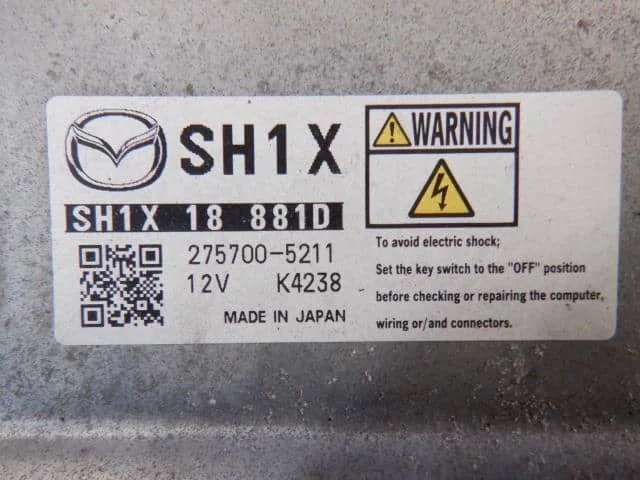 SH1X
SH1X 18 881D
275700-5211
12V K4238
MADE IN JAPAN
WARNING
To avoid electric shock;
Set the key switch to the "OFF" position
before checking or repairing the computer,
wiring or/and connectors.